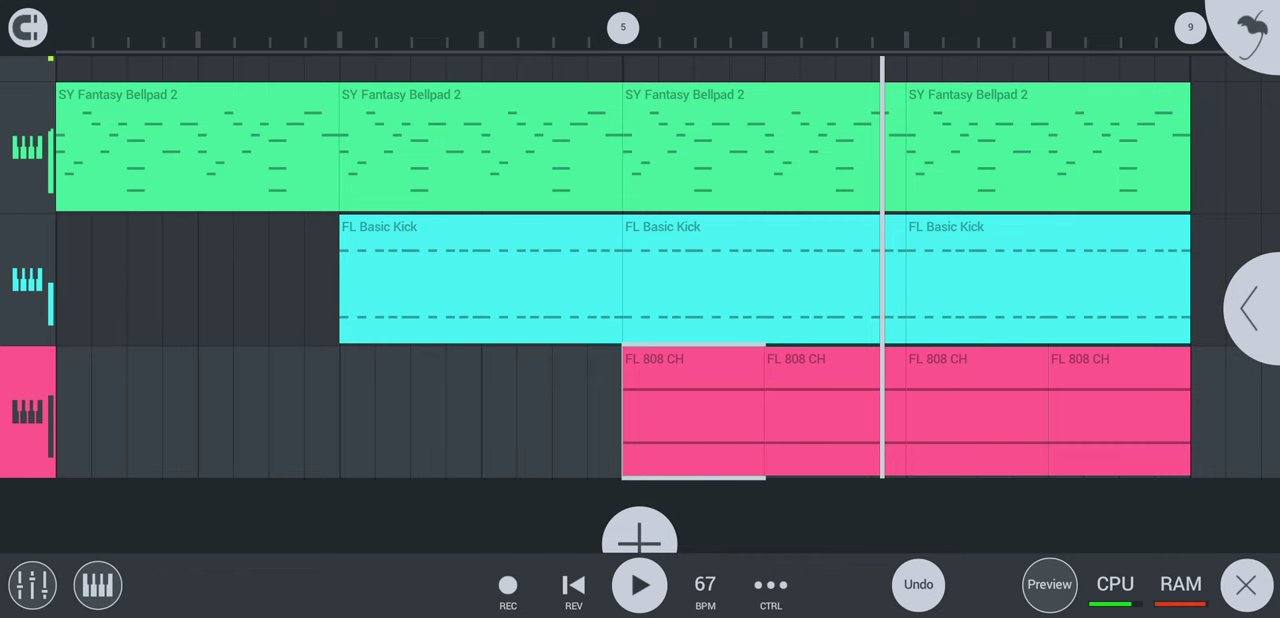 5
9
SY Fantasy Bellpad 2
SY Fantasy Bellpad 2
SY Fantasy Bellpad 2
SY Fantasy Bellpad 2
FL Basic Kick
FL Basic Kick
FL Basic Kick
FL 808 CH
FL 808 CH
FL 808 CH
FL 808 CH
67
Undo
Preview
CPU
RAM
REC
REV
BPM
CTRL